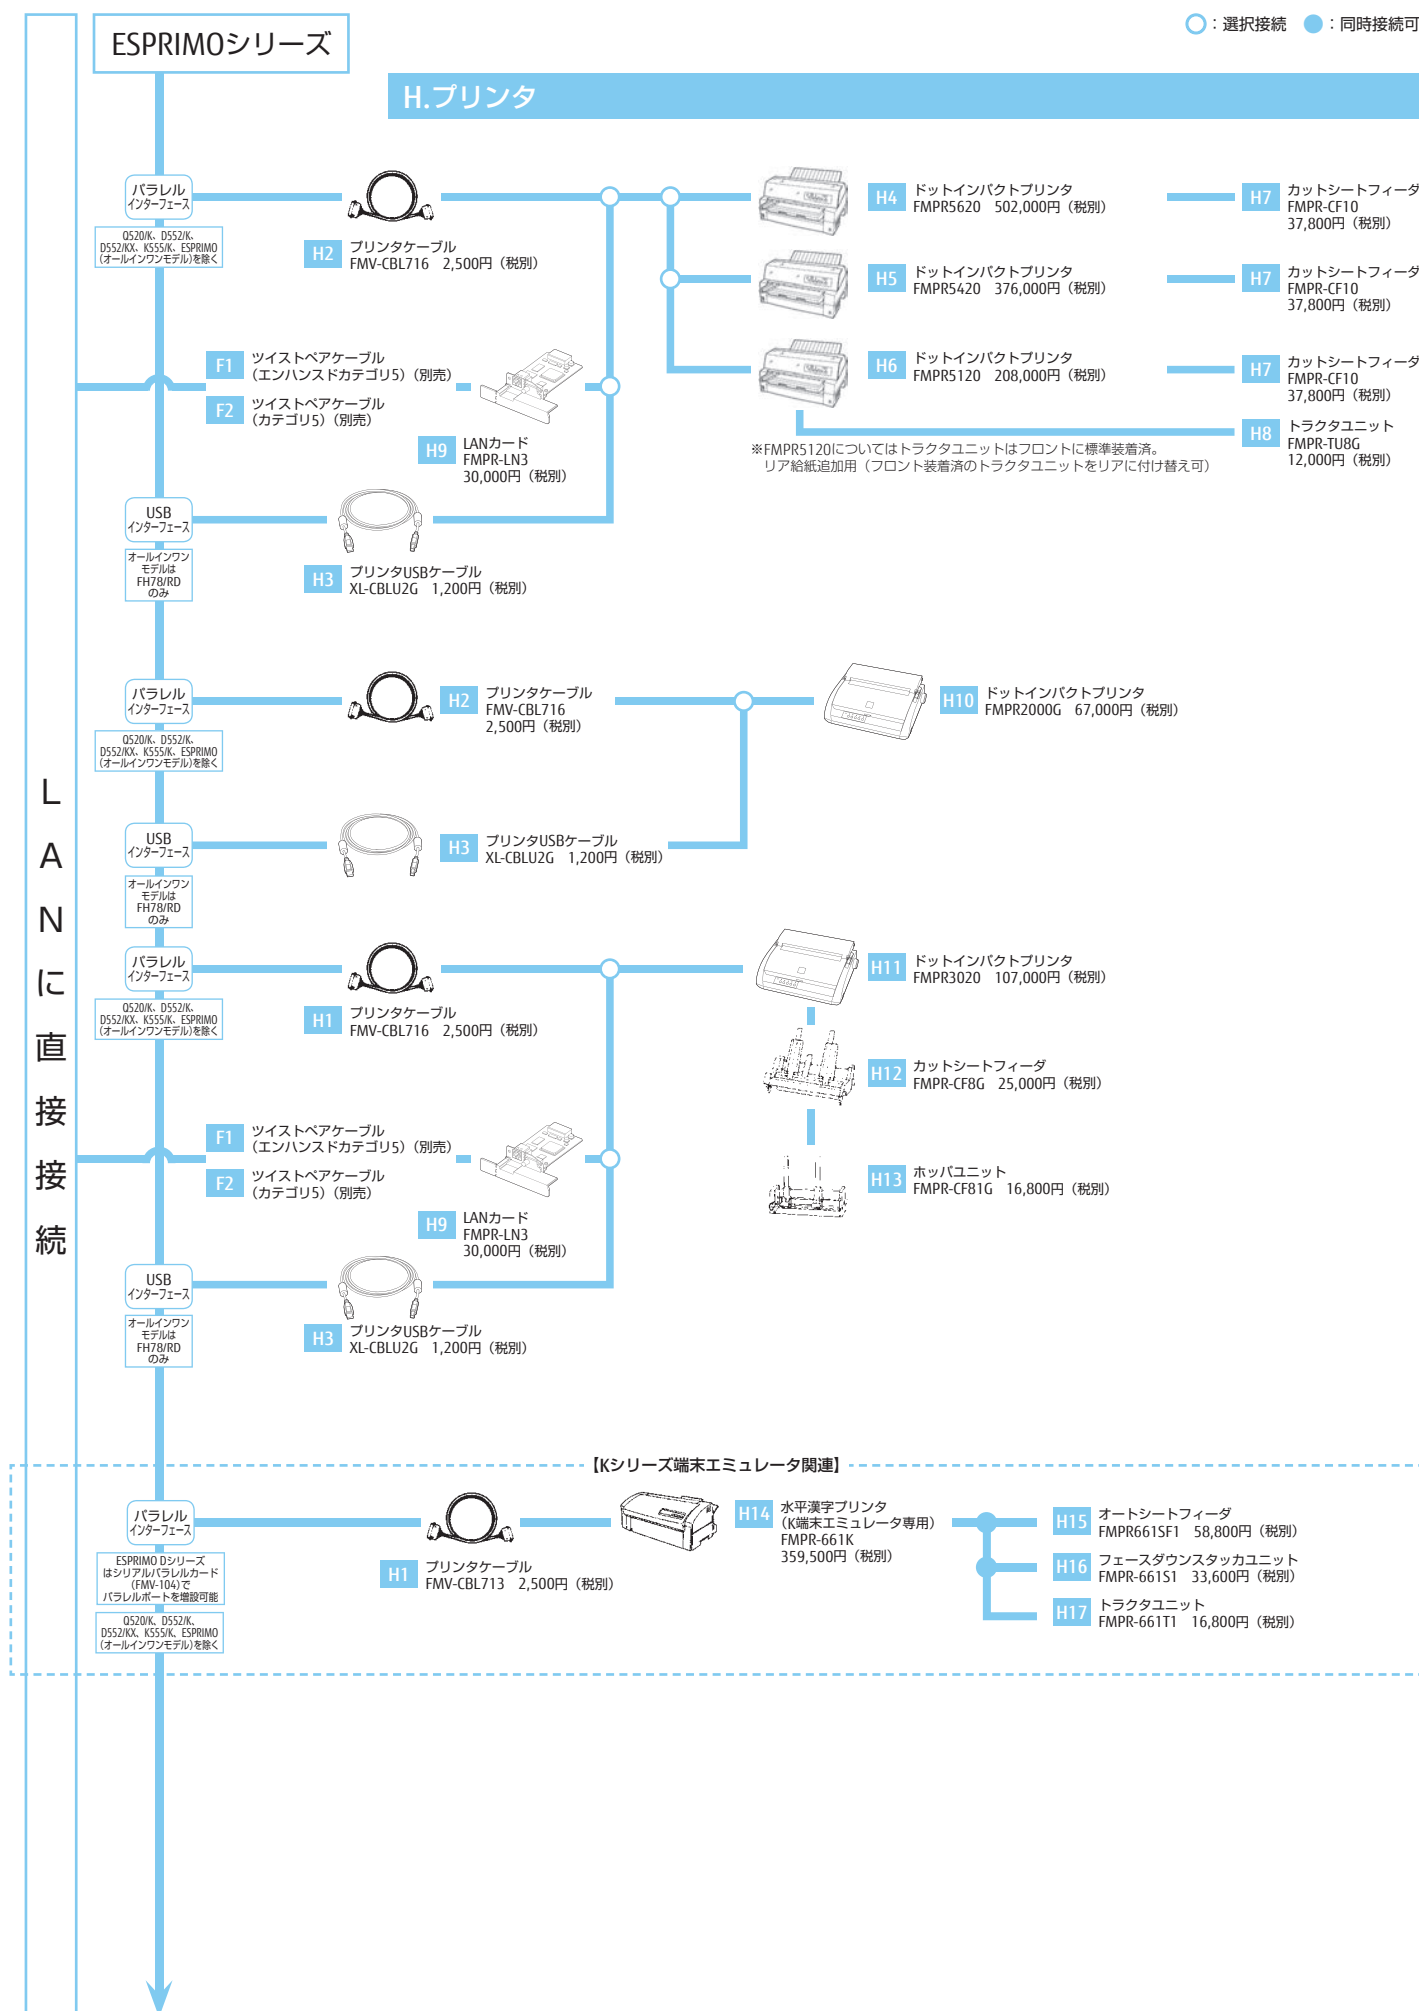 ○：選択接続 ●：同時接続可
ESPRIMOシリーズ
H.プリンタ
パラレル
インターフェース
Q520/K、D552/K、
D552/KX、K555/K、ESPRIMO
(オールインワンモデル)を除く
H2 プリンタケーブル
FMV-CBL716 2,500円（税別）
H4 ドットインパクトプリンタ
FMPR5620 502,000円（税別）
H7 カットシートフィーダ
FMPR-CF10
37,800円（税別）
H5 ドットインパクトプリンタ
FMPR5420 376,000円（税別）
H7 カットシートフィーダ
FMPR-CF10
37,800円（税別）
F1 ツイストペアケーブル
（エンハンスドカテゴリ5）（別売）
F2 ツイストペアケーブル
（カテゴリ5）（別売）
H9 LANカード
FMPR-LN3
30,000円（税別）
H6 ドットインパクトプリンタ
FMPR5120 208,000円（税別）
H7 カットシートフィーダ
FMPR-CF10
37,800円（税別）
H8 トラクタユニット
FMPR-TU8G
12,000円（税別）
※FMPR5120についてはトラクタユニットはフロントに標準装着済。
リア給紙追加用（フロント装着済のトラクタユニットをリアに付け替え可）
USB
インターフェース
オールインワン
モデルは
FH78/RD
のみ
H3 プリンタUSBケーブル
XL-CBLU2G 1,200円（税別）
パラレル
インターフェース
Q520/K、D552/K、
D552/KX、K555/K、ESPRIMO
(オールインワンモデル)を除く
H2 プリンタケーブル
FMV-CBL716
2,500円（税別）
H10 ドットインパクトプリンタ
FMPR2000G 67,000円（税別）
USB
インターフェース
オールインワン
モデルは
FH78/RD
のみ
H3 プリンタUSBケーブル
XL-CBLU2G 1,200円（税別）
LANに直接接続
パラレル
インターフェース
Q520/K、D552/K、
D552/KX、K555/K、ESPRIMO
(オールインワンモデル)を除く
H1 プリンタケーブル
FMV-CBL716 2,500円（税別）
H11 ドットインパクトプリンタ
FMPR3020 107,000円（税別）
H12 カットシートフィーダ
FMPR-CF8G 25,000円（税別）
F1 ツイストペアケーブル
（エンハンスドカテゴリ5）（別売）
F2 ツイストペアケーブル
（カテゴリ5）（別売）
H9 LANカード
FMPR-LN3
30,000円（税別）
H13 ホッパユニット
FMPR-CF81G 16,800円（税別）
USB
インターフェース
オールインワン
モデルは
FH78/RD
のみ
H3 プリンタUSBケーブル
XL-CBLU2G 1,200円（税別）
【Kシリーズ端末エミュレータ関連】
パラレル
インターフェース
ESPRIMO Dシリーズ
はシリアルパラレルカード
（FMV-104）で
パラレルポートを増設可能
Q520/K、D552/K、
D552/KX、K555/K、ESPRIMO
(オールインワンモデル)を除く
H1 プリンタケーブル
FMV-CBL713 2,500円（税別）
H14 水平漢字プリンタ
（K端末エミュレータ専用）
FMPR-661K
359,500円（税別）
H15 オートシートフィーダ
FMPR661SF1 58,800円（税別）
H16 フェースダウンスタッカユニット
FMPR-661S1 33,600円（税別）
H17 トラクタユニット
FMPR-661T1 16,800円（税別）